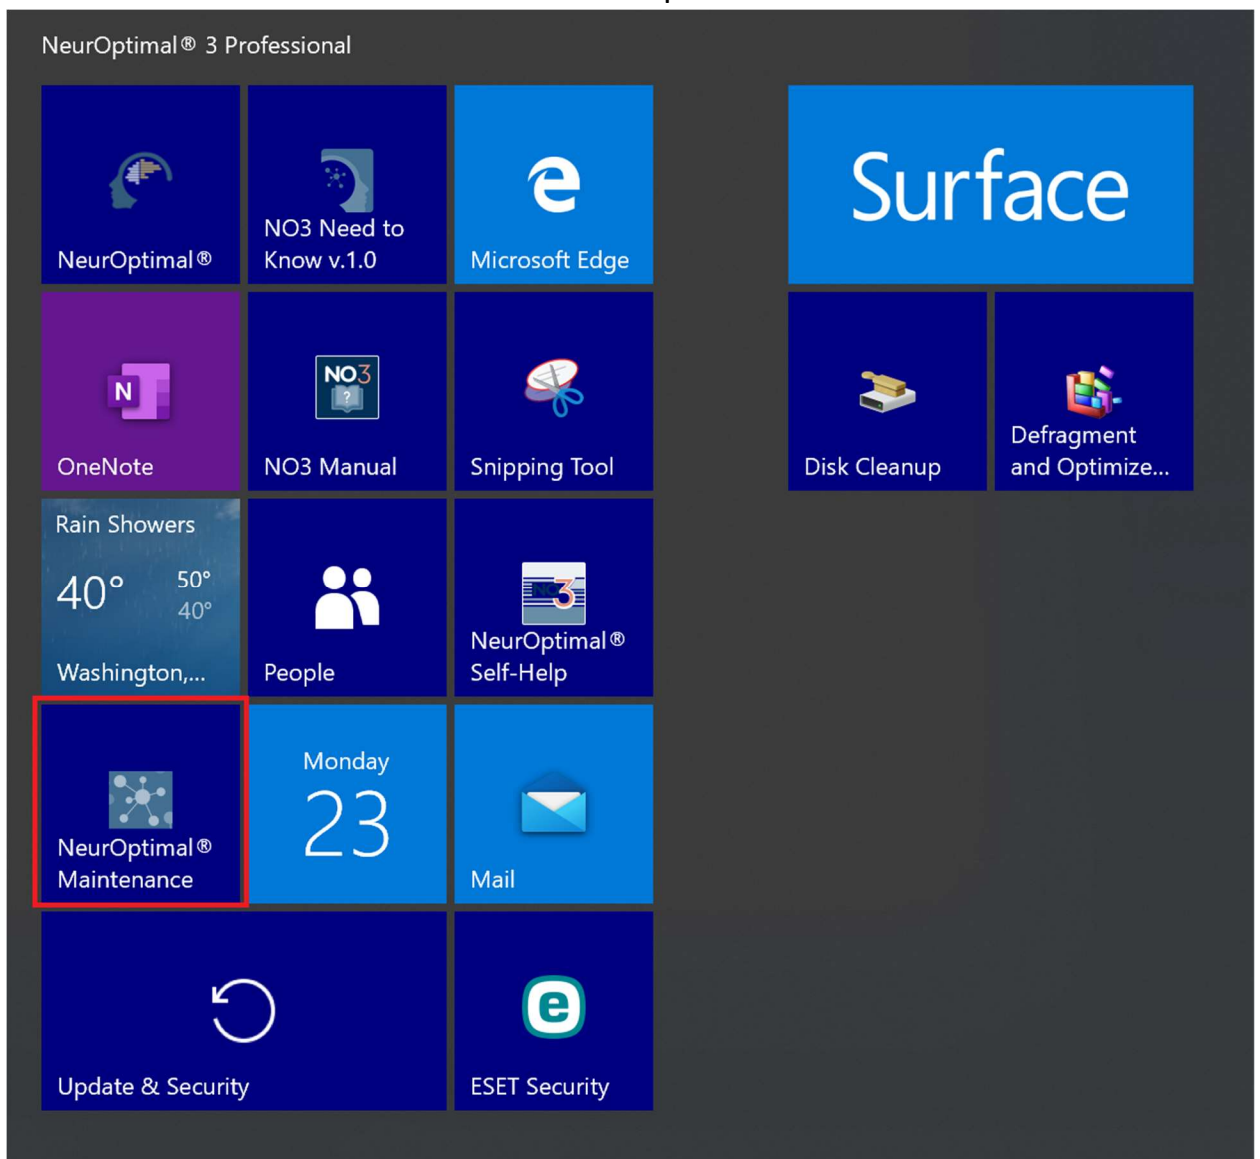 NeurOptimal® 3 Professional
NeurOptimal®
NO3 Need to
Know v.1.0
Microsoft Edge
Surface
N
OneNote
NO3
?
NO3 Manual
Snipping Tool
Disk Cleanup
Defragment
and Optimize...
Rain Showers
40° 50°
40°
Washington,...
People
NO3
NeurOptimal®
Self-Help
NeurOptimal®
Maintenance
Monday
23
Mail
Update & Security
e
ESET Security